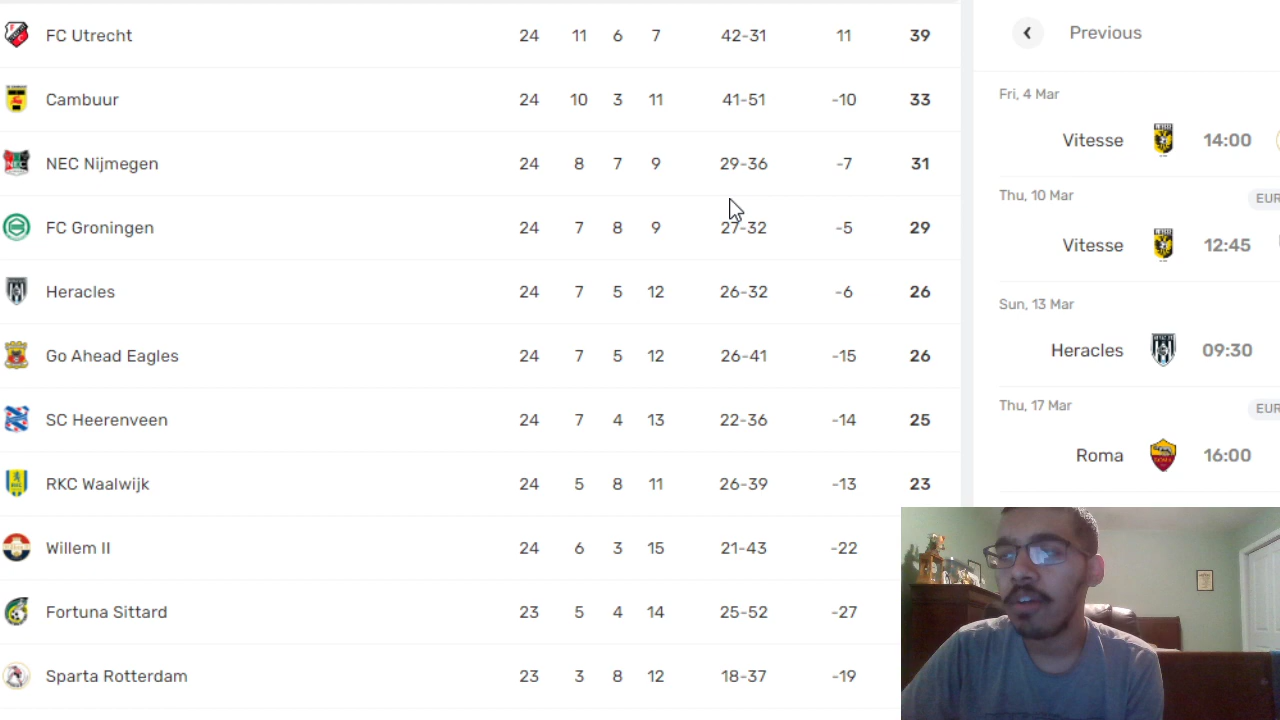 FC Utrecht 24 11 6 7 42-31 11 39
Cambuur 24 10 3 11 41-51 -10 33
NEC Nijmegen 24 8 7 9 29-36 -7 31
FC Groningen 24 7 8 9 27-32 -5 29
Heracles 24 7 5 12 26-32 -6 26
Go Ahead Eagles 24 7 5 12 26-41 -15 26
SC Heerenveen 24 7 4 13 22-36 -14 25
RKC Waalwijk 24 5 8 11 26-39 -13 23
Willem II 24 6 3 15 21-43 -22
Fortuna Sittard 23 5 4 14 25-52 -27
Sparta Rotterdam 23 3 8 12 18-37 -19
Previous
Fri, 4 Mar
Vitesse 14:00
Thu, 10 Mar EUR
Vitesse 12:45
Sun, 13 Mar
Heracles 09:30
Thu, 17 Mar EUR
Roma 16:00